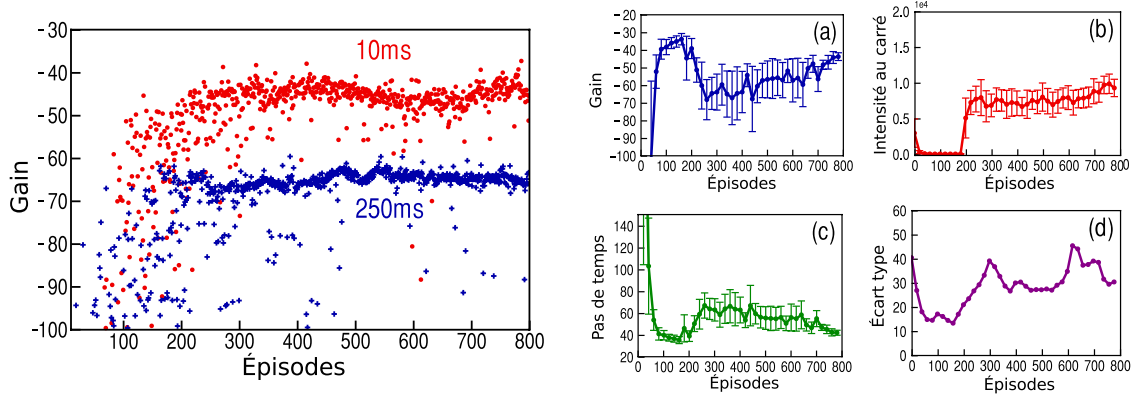 −30
−40
−50
−60
−70
−80
−90
−100
Gain
10ms
250ms
100 200 300 400 500 600 700 800
Épisodes
(a)
−20
−30
−40
−50
−60
−70
−80
−90
−100
Gain
0 100 200 300 400 500 600 700 800
Épisodes
(b)
1e4
2.0
1.5
1.0
0.5
0.0
Intensité au carré
0 100 200 300 400 500 600 700 800
Épisodes
(c)
140
120
100
80
60
40
20
Pas de temps
0 100 200 300 400 500 600 700 800
Épisodes
(d)
60
50
40
30
20
10
0
Écart type
0 100 200 300 400 500 600 700 800
Épisodes